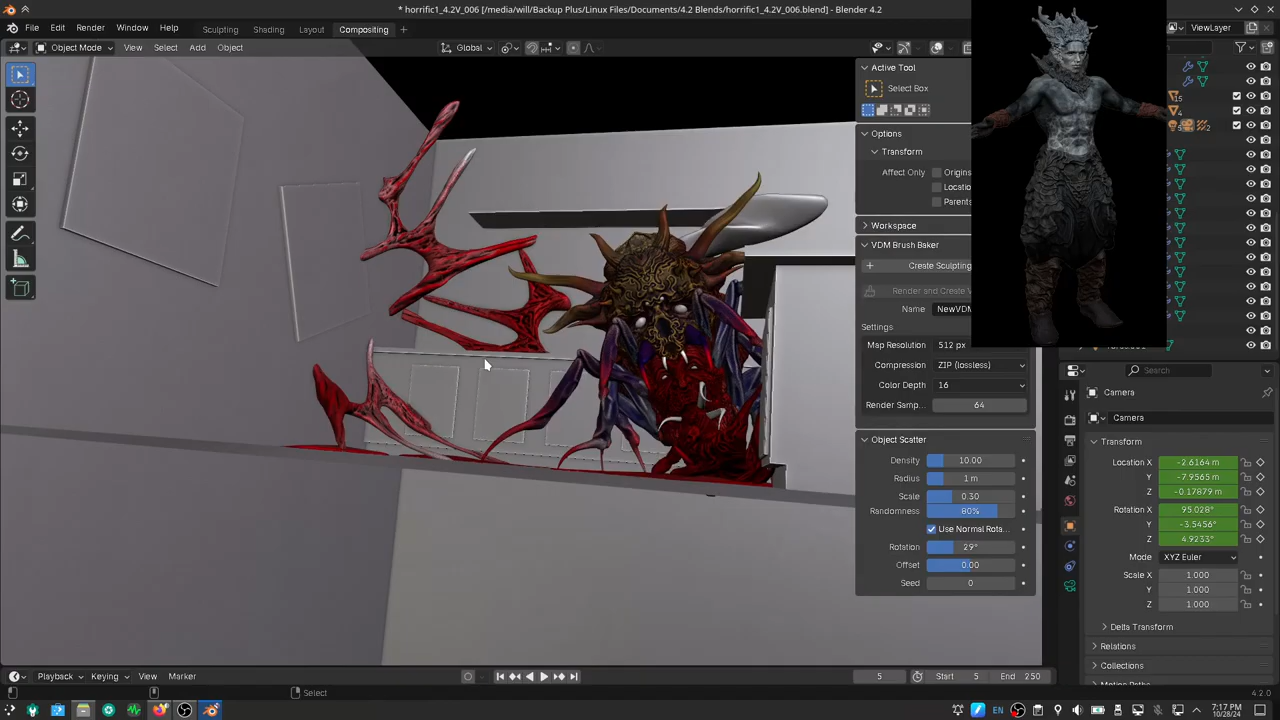 * horrific1_4.2V_006 [/media/will/Backup Plus/Linux Files/Documents/4.2 Blends/horrific1_4.2V_006.blend] - Blender 4.2
File Edit Render Window Help Sculpting Shading Layout Compositing + ViewLayer
Object Mode View Select Add Object Global
Active Tool
Select Box
Options
Transform
Affect Only Origins
Location
Parents
Workspace
VDM Brush Baker
Create Sculpting
Render and Create V
Name NewVDM
Settings
Map Resolution 512 px
Compression ZIP (lossless)
Color Depth 16
Render Samp... 64
Object Scatter
Density 10.00
Radius 1 m
Scale 0.30
Randomness 80%
Use Normal Rota...
Rotation 29°
Offset 0.00
Seed 0
15
4
2
Search
Camera
Camera
Transform
Location X -2.6164 m
Y -7.9565 m
Z -0.17879 m
Rotation X 95.028°
Y -3.5456°
Z 4.9233°
Mode XYZ Euler
Scale X 1.000
Y 1.000
Z 1.000
Delta Transform
Relations
Collections
Playback Keying View Marker 5 Start 5 End 250
Select 4.2.0
EN 7:17 PM
10/28/24